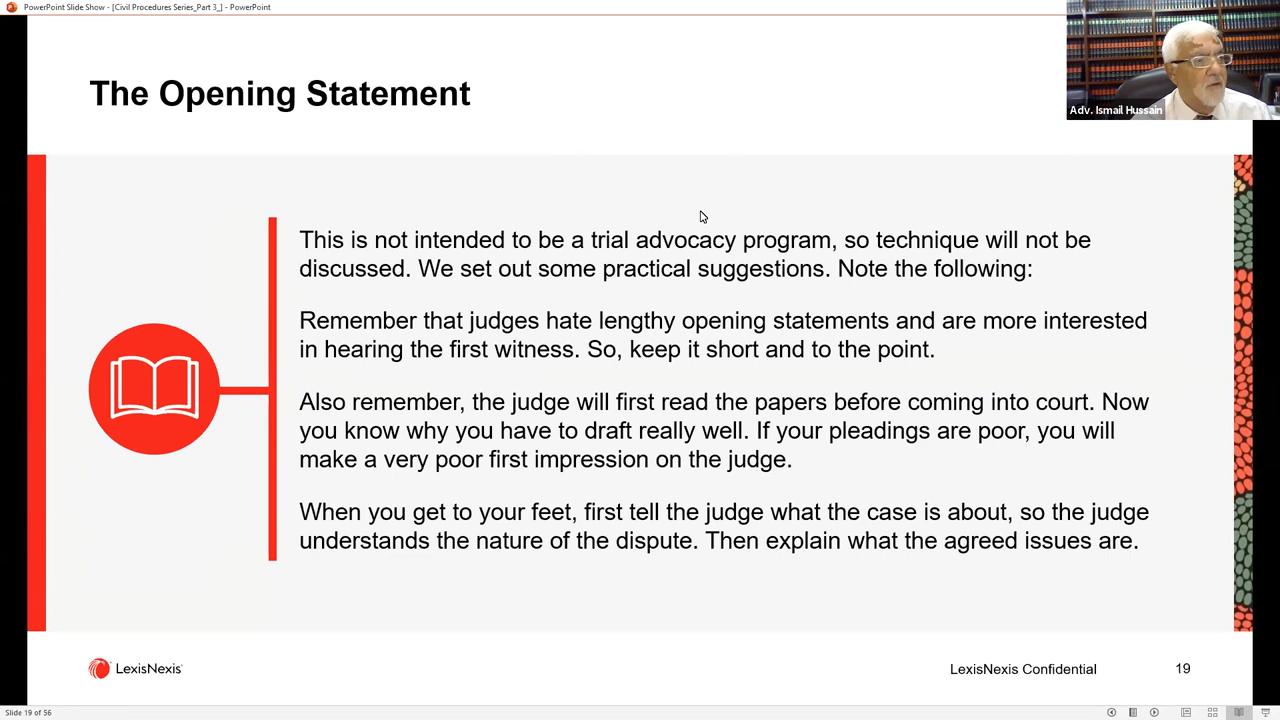 PowerPoint Slide Show - [Civil Procedures Series_Part 3_] - PowerPoint
Adv. Ismail Hussain
The Opening Statement
This is not intended to be a trial advocacy program, so technique will not be
discussed. We set out some practical suggestions. Note the following:
Remember that judges hate lengthy opening statements and are more interested
in hearing the first witness. So, keep it short and to the point.
Also remember, the judge will first read the papers before coming into court. Now
you know why you have to draft really well. If your pleadings are poor, you will
make a very poor first impression on the judge.
When you get to your feet, first tell the judge what the case is about, so the judge
understands the nature of the dispute. Then explain what the agreed issues are.
LexisNexis
LexisNexis Confidential
19
Slide 19 of 56